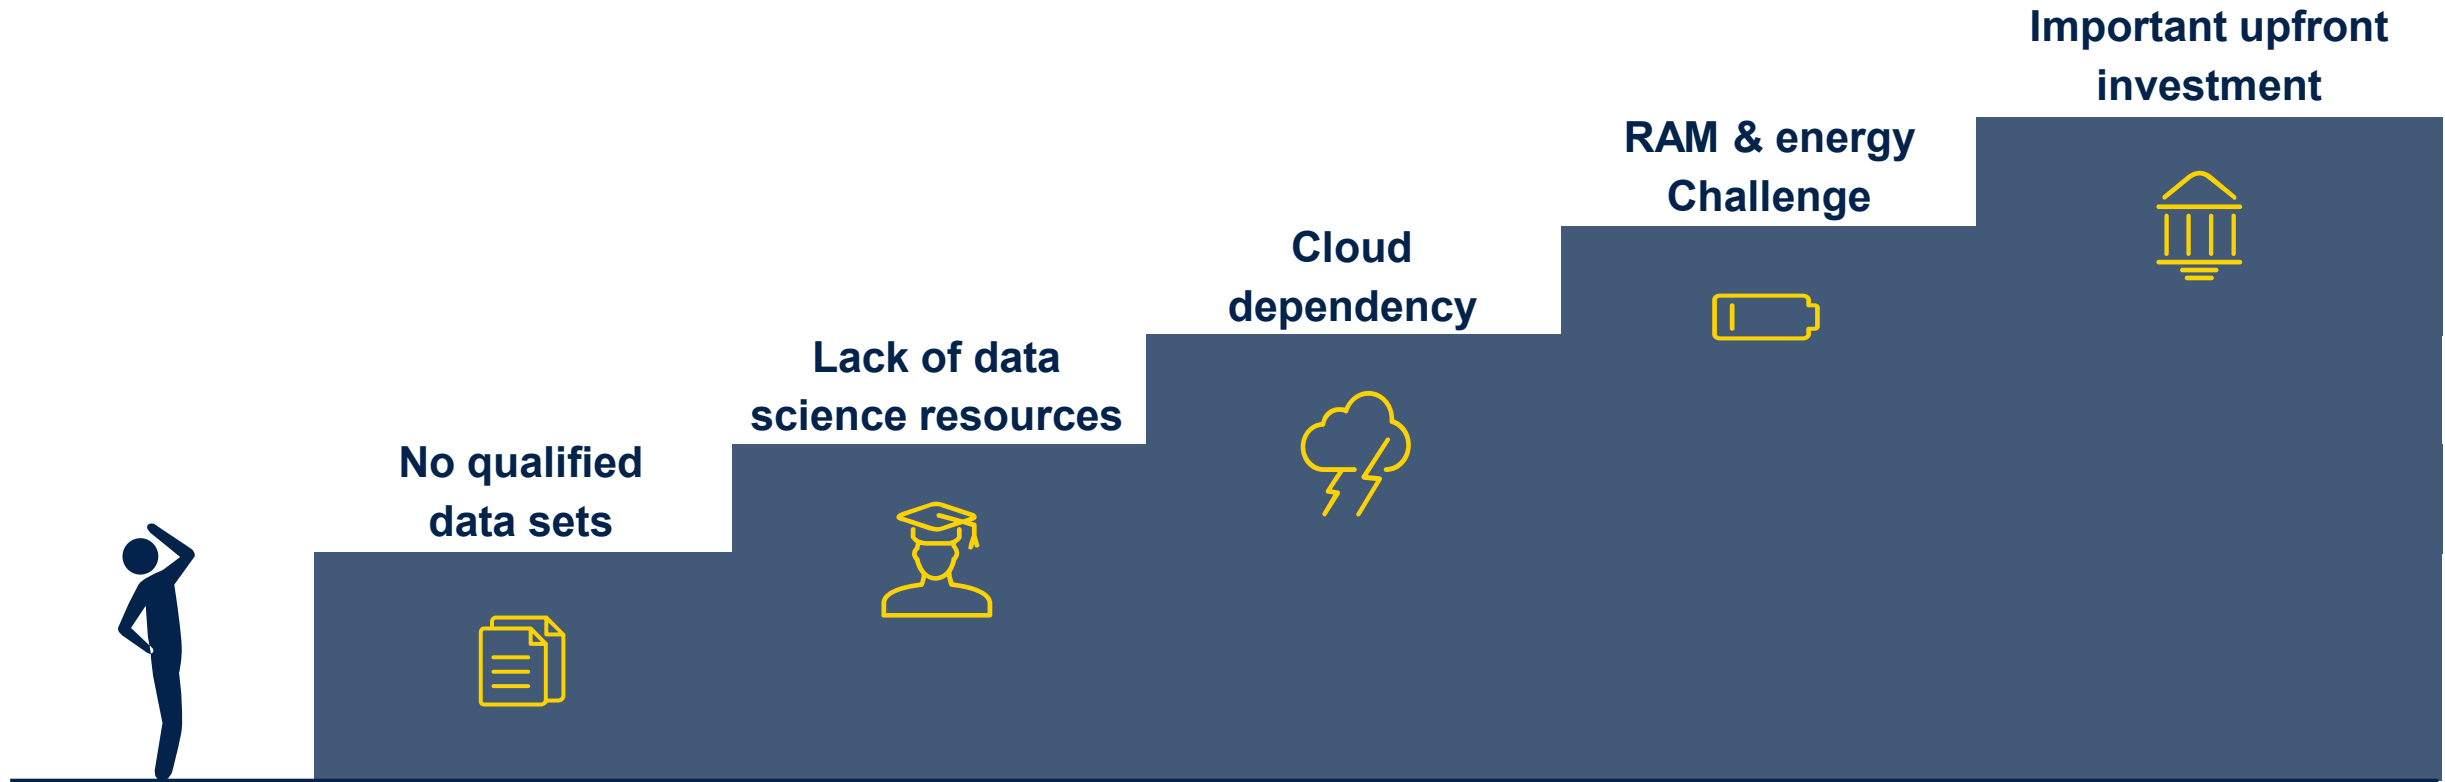 Important upfront
investment
RAM & energy
Challenge
Cloud
dependency
Lack of data
science resources
No qualified
data sets